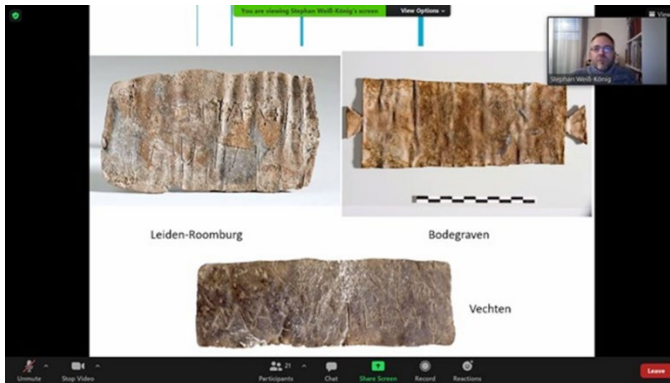 You are viewing Stephan Weiß-König's screen
View Options
View
Stephan Weiß-König
Leiden-Roomburg
Bodegraven
Vechten
Unmute
Stop Video
21
Participants
Chat
Share Screen
Record
Reactions
Leave